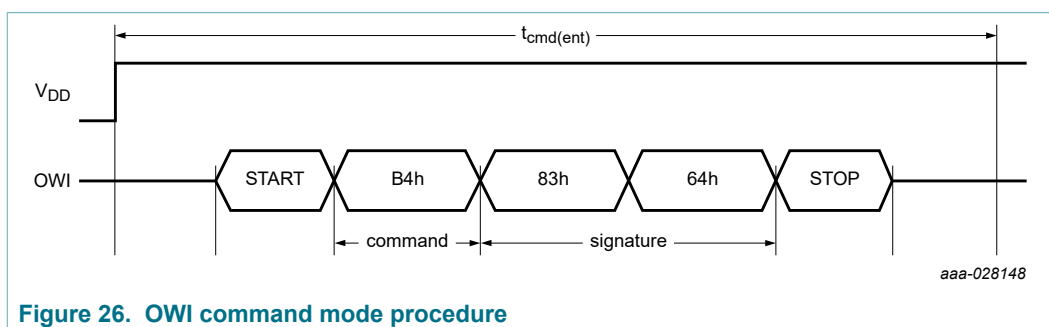 tcmd(ent)
VDD
OWI
START
B4h
83h
64h
STOP
command
signature
aaa-028148
Figure 26. OWI command mode procedure